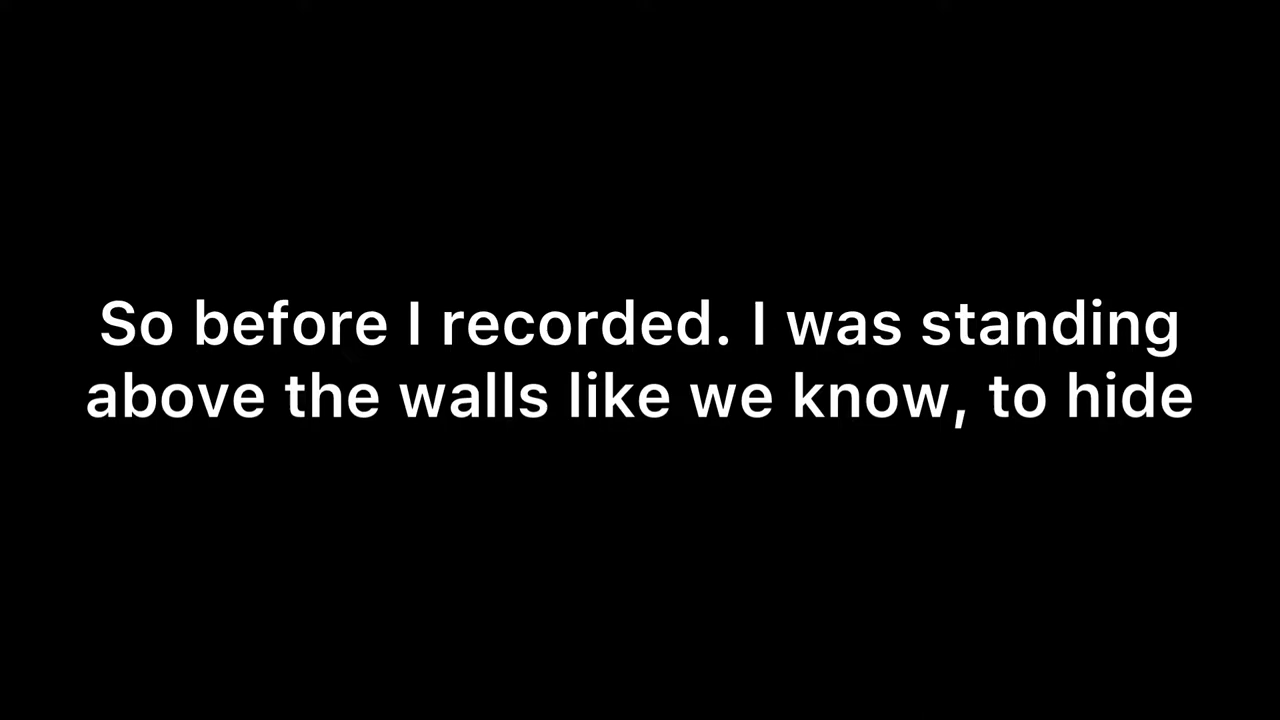 So before I recorded. I was standing
above the walls like we know, to hide